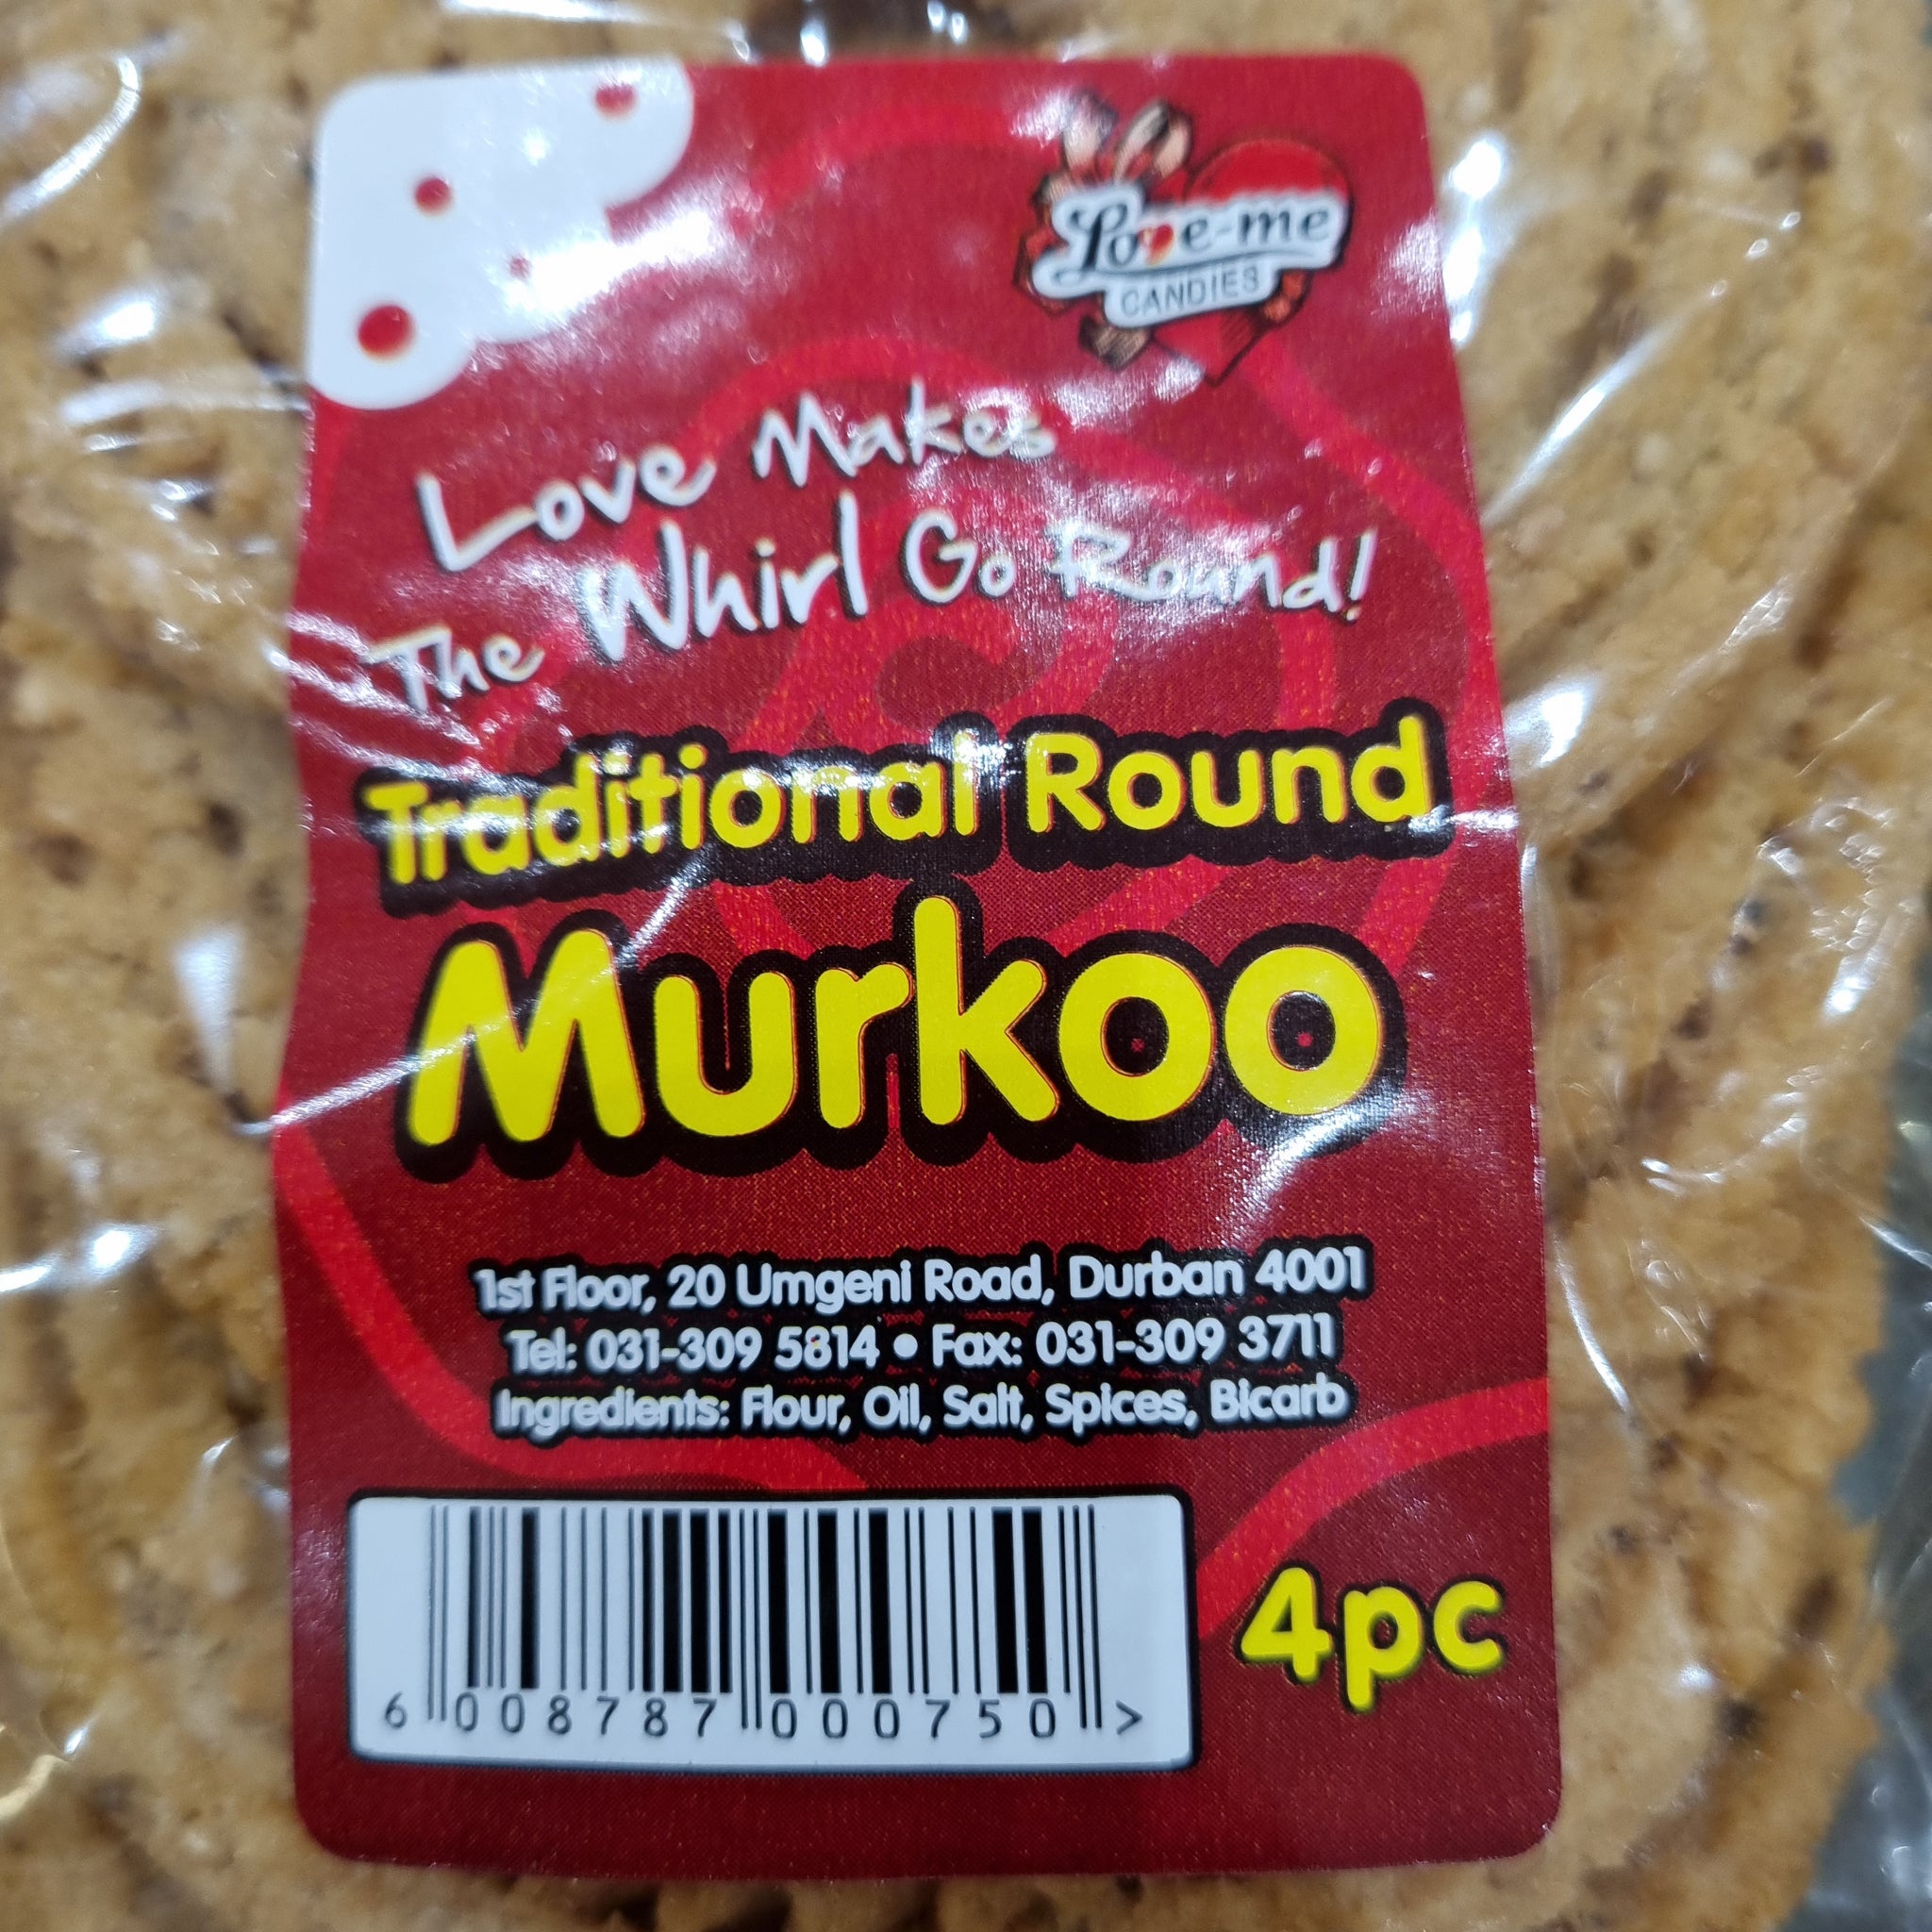 Love-me
CANDIES
Love Makes
The Whirl Go Round!
Traditional Round
Murkoo
1st Floor, 20 Umgeni Road, Durban 4001
Tel: 031-309 5814 • Fax: 031-309 3711
Ingredients: Flour, Oil, Salt, Spices, Bicarb
6 008787 000750 >
4pc